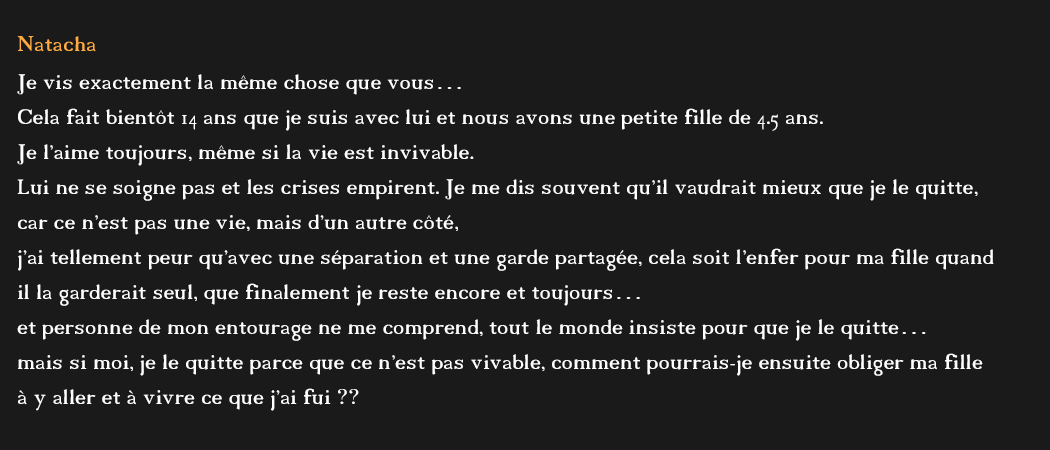 Natacha
Je vis exactement la même chose que vous…
Cela fait bientôt 14 ans que je suis avec lui et nous avons une petite fille de 4.5 ans.
Je l’aime toujours, même si la vie est invivable.
Lui ne se soigne pas et les crises empirent. Je me dis souvent qu’il vaudrait mieux que je le quitte,
car ce n’est pas une vie, mais d’un autre côté,
j’ai tellement peur qu’avec une séparation et une garde partagée, cela soit l’enfer pour ma fille quand
il la garderait seul, que finalement je reste encore et toujours…
et personne de mon entourage ne me comprend, tout le monde insiste pour que je le quitte…
mais si moi, je le quitte parce que ce n’est pas vivable, comment pourrais-je ensuite obliger ma fille
à y aller et à vivre ce que j’ai fui ??